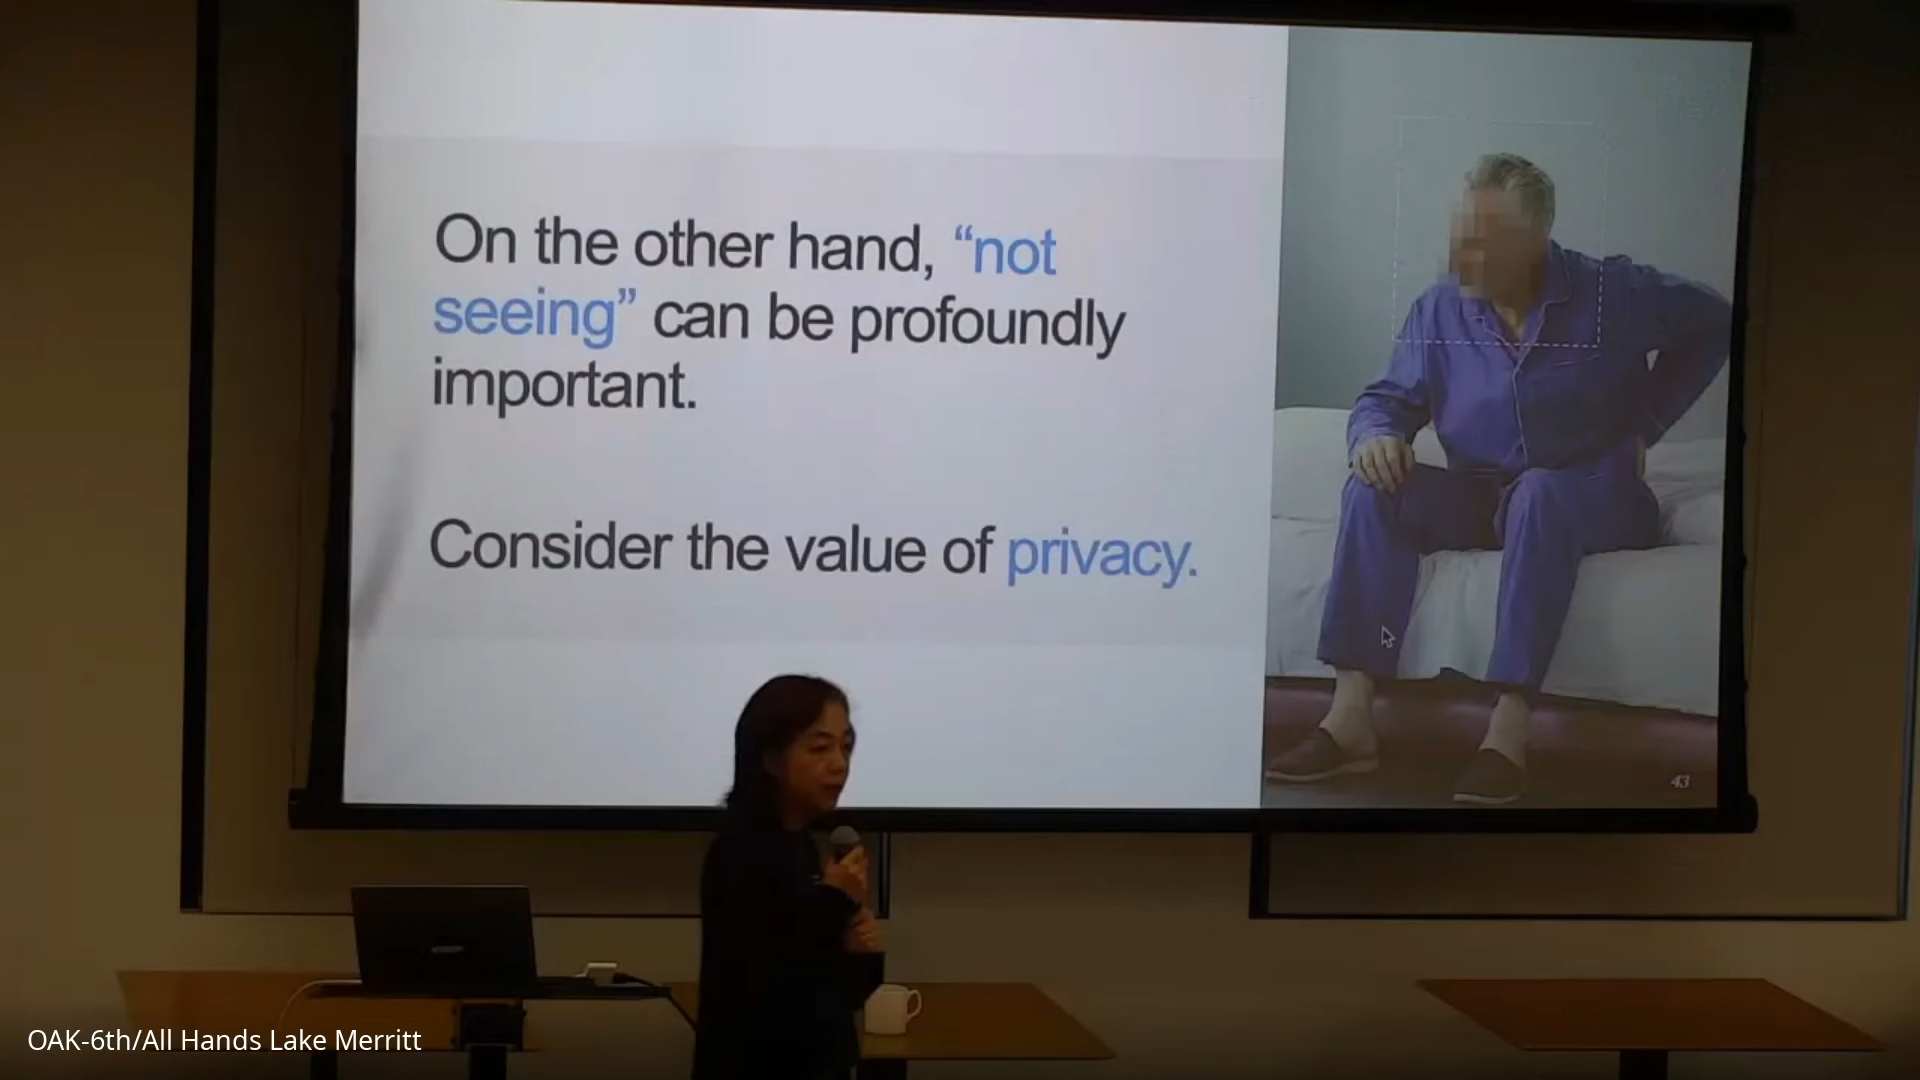 On the other hand, “not
seeing” can be profoundly
important.
Consider the value of privacy.
43
OAK-6th/All Hands Lake Merritt